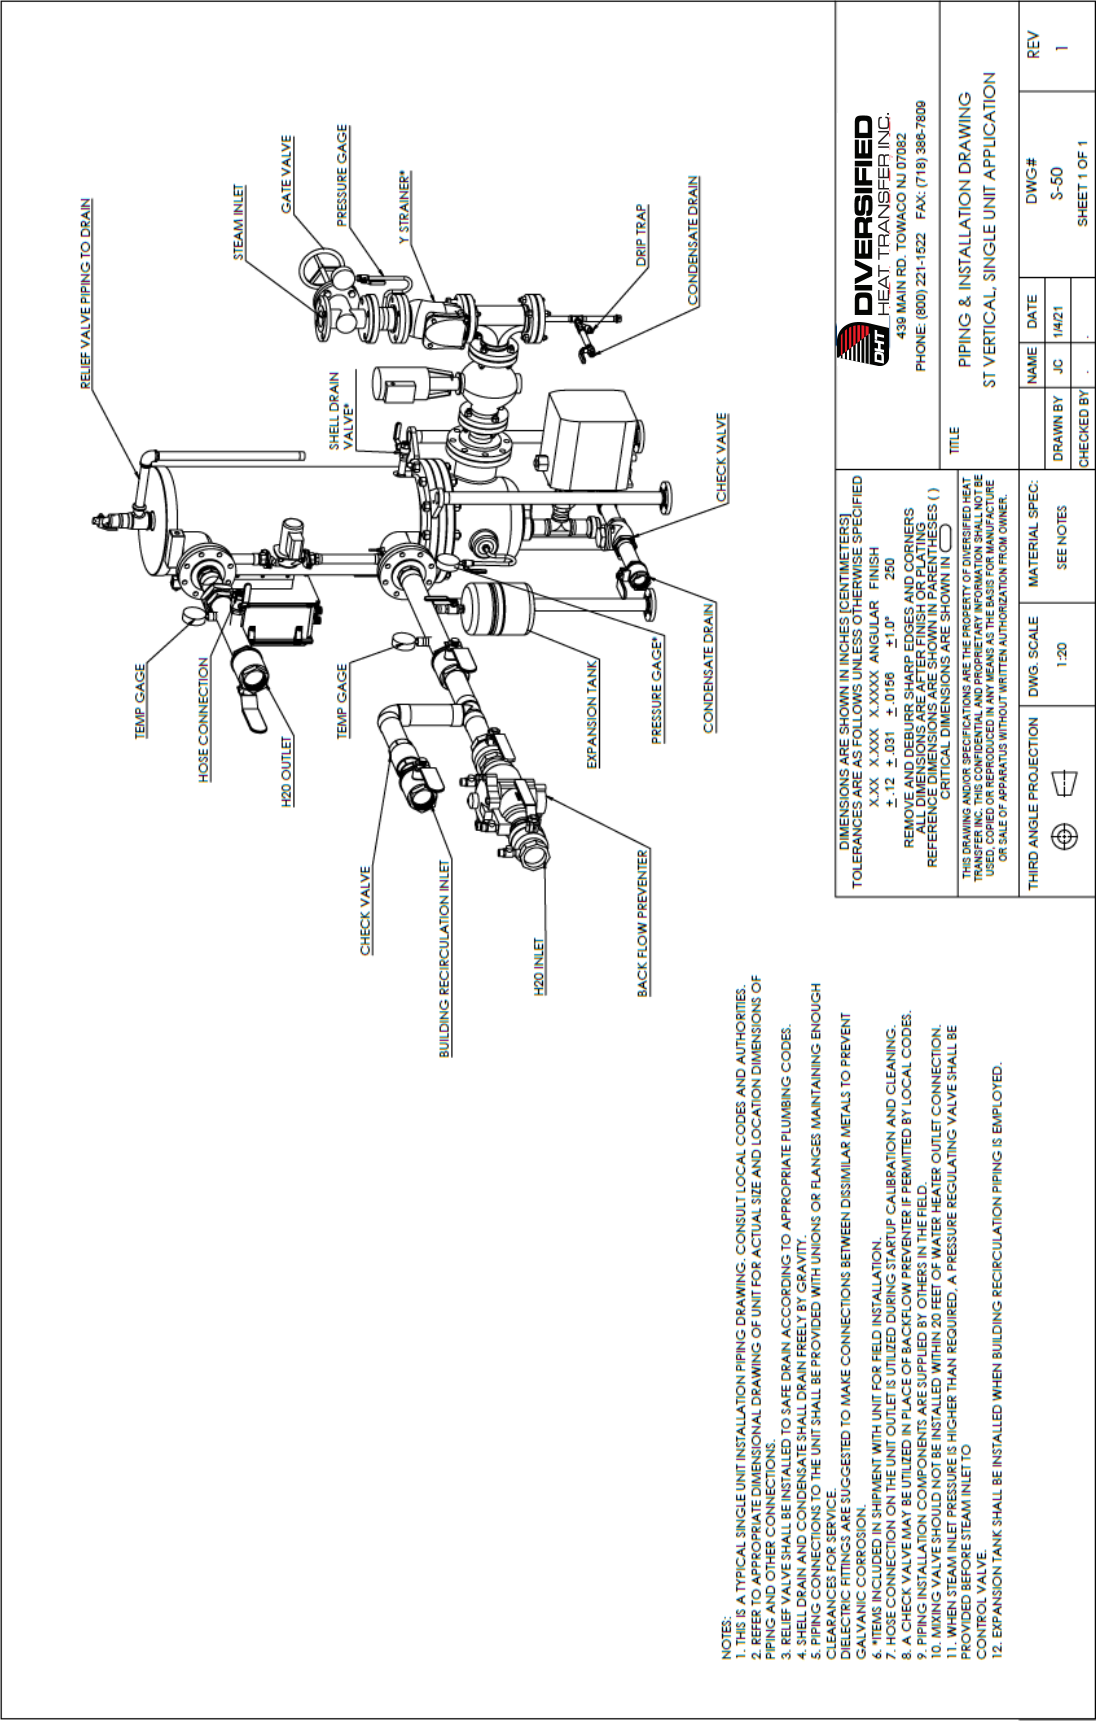 RELIEF VALVE PIPING TO DRAIN
STEAM INLET
GATE VALVE
PRESSURE GAGE
Y STRAINER*
SHELL DRAIN
VALVE*
DRIP TRAP
CONDENSATE DRAIN
TEMP GAGE
HOSE CONNECTION
H20 OUTLET
TEMP GAGE
CHECK VALVE
CHECK VALVE
BUILDING RECIRCULATION INLET
H20 INLET
BACK FLOW PREVENTER
EXPANSION TANK
PRESSURE GAGE*
CONDENSATE DRAIN
NOTES:
1. THIS IS A TYPICAL SINGLE UNIT INSTALLATION PIPING DRAWING. CONSULT LOCAL CODES AND AUTHORITIES.
2. REFER TO APPROPRIATE DIMENSIONAL DRAWING OF UNIT FOR ACTUAL SIZE AND LOCATION DIMENSIONS OF
PIPING AND OTHER CONNECTIONS.
3. RELIEF VALVE SHALL BE INSTALLED TO SAFE DRAIN ACCORDING TO APPROPRIATE PLUMBING CODES.
4. SHELL DRAIN AND CONDENSATE SHALL DRAIN FREELY BY GRAVITY.
5. PIPING CONNECTIONS TO THE UNIT SHALL BE PROVIDED WITH UNIONS OR FLANGES MAINTAINING ENOUGH
CLEARANCES FOR SERVICE.
DIELECTRIC FITTINGS ARE SUGGESTED TO MAKE CONNECTIONS BETWEEN DISSIMILAR METALS TO PREVENT
GALVANIC CORROSION.
6. *ITEMS INCLUDED IN SHIPMENT WITH UNIT FOR FIELD INSTALLATION.
7. HOSE CONNECTION ON THE UNIT OUTLET IS UTILIZED DURING STARTUP CALIBRATION AND CLEANING.
8. A CHECK VALVE MAY BE UTILIZED IN PLACE OF BACKFLOW PREVENTER IF PERMITTED BY LOCAL CODES.
9. PIPING INSTALLATION COMPONENTS ARE SUPPLIED BY OTHERS IN THE FIELD.
10. MIXING VALVE SHOULD NOT BE INSTALLED WITHIN 20 FEET OF WATER HEATER OUTLET CONNECTION.
11. WHEN STEAM INLET PRESSURE IS HIGHER THAN REQUIRED, A PRESSURE REGULATING VALVE SHALL BE
PROVIDED BEFORE STEAM INLET TO
CONTROL VALVE.
12. EXPANSION TANK SHALL BE INSTALLED WHEN BUILDING RECIRCULATION PIPING IS EMPLOYED.
DIMENSIONS ARE SHOWN IN INCHES [CENTIMETERS]
TOLERANCES ARE AS FOLLOWS UNLESS OTHERWISE SPECIFIED
X.XX X.XXX X.XXXX ANGULAR FINISH
±.12 ±.031 ±.0156 ±1.0° 250
REMOVE AND DEBURR SHARP EDGES AND CORNERS
ALL DIMENSIONS ARE AFTER FINISH OR PLATING
REFERENCE DIMENSIONS ARE SHOWN IN PARENTHESES ( )
CRITICAL DIMENSIONS ARE SHOWN IN
THIS DRAWING AND/OR SPECIFICATIONS ARE THE PROPERTY OF DIVERSIFIED HEAT
TRANSFER INC. THIS CONFIDENTIAL AND PROPRIETARY INFORMATION SHALL NOT BE
USED, COPIED OR REPRODUCED IN ANY MEANS AS THE BASIS FOR MANUFACTURE
OR SALE OF APPARATUS WITHOUT WRITTEN AUTHORIZATION FROM OWNER.
THIRD ANGLE PROJECTION
DWG. SCALE
1:20
MATERIAL SPEC:
SEE NOTES
DHT DIVERSIFIED
HEAT TRANSFER INC.
439 MAIN RD. TOWACO NJ 07082
PHONE: (800) 221-1522 FAX: (718) 386-7809
TITLE
PIPING & INSTALLATION DRAWING
ST VERTICAL, SINGLE UNIT APPLICATION
NAME DATE
DRAWN BY JC 1/4/21
CHECKED BY . .
DWG#
S-50
SHEET 1 OF 1
REV
1